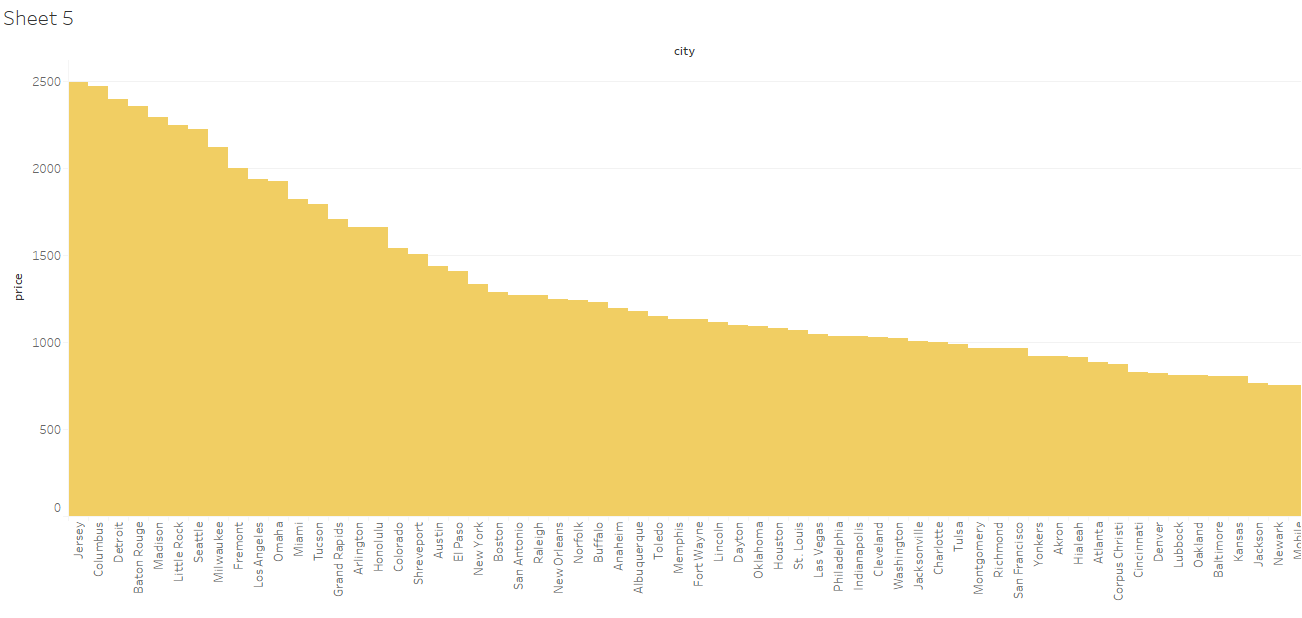 Sheet 5
city
2500
2000
1500
1000
500
0
price
Jersey
Columbus
Detroit
Baton Rouge
Madison
Little Rock
Seattle
Milwaukee
Fremont
Los Angeles
Omaha
Miami
Tucson
Grand Rapids
Arlington
Honolulu
Colorado
Shreveport
Austin
El Paso
New York
Boston
San Antonio
Raleigh
New Orleans
Norfolk
Buffalo
Anaheim
Albuquerque
Toledo
Memphis
Fort Wayne
Lincoln
Dayton
Oklahoma
Houston
St. Louis
Las Vegas
Philadelphia
Indianapolis
Cleveland
Washington
Jacksonville
Charlotte
Tulsa
Montgomery
Richmond
San Francisco
Yonkers
Akron
Hialeah
Atlanta
Corpus Christi
Cincinnati
Denver
Lubbock
Oakland
Baltimore
Kansas
Jackson
Newark
Mobile